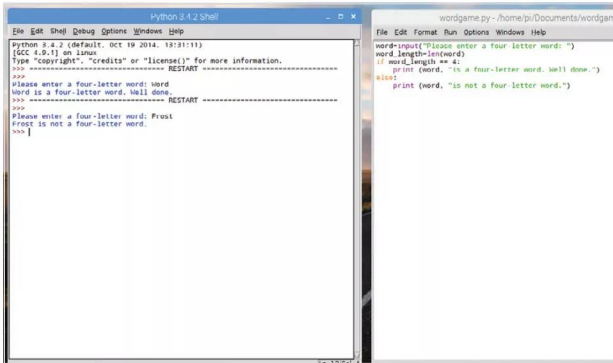 Python 3.4.2 Shell
File Edit Shell Debug Options Windows Help
Python 3.4.2 (default, Oct 19 2014, 13:31:11)
[GCC 4.9.1] on linux
Type "copyright", "credits" or "license()" for more information.
>>> ================================ RESTART ================================
>>>
Please enter a four-letter word: Word
Word is a four-letter word. Well done.
>>> ================================ RESTART ================================
>>>
Please enter a four-letter word: Frost
Frost is not a four-letter word.
>>>
wordgame.py - /home/pi/Documents/wordgam
File Edit Format Run Options Windows Help
word=input("Please enter a four-letter word: ")
word_length=len(word)
if word_length == 4:
    print (word, "is a four-letter word. Well done.")
else:
    print (word, "is not a four-letter word.")